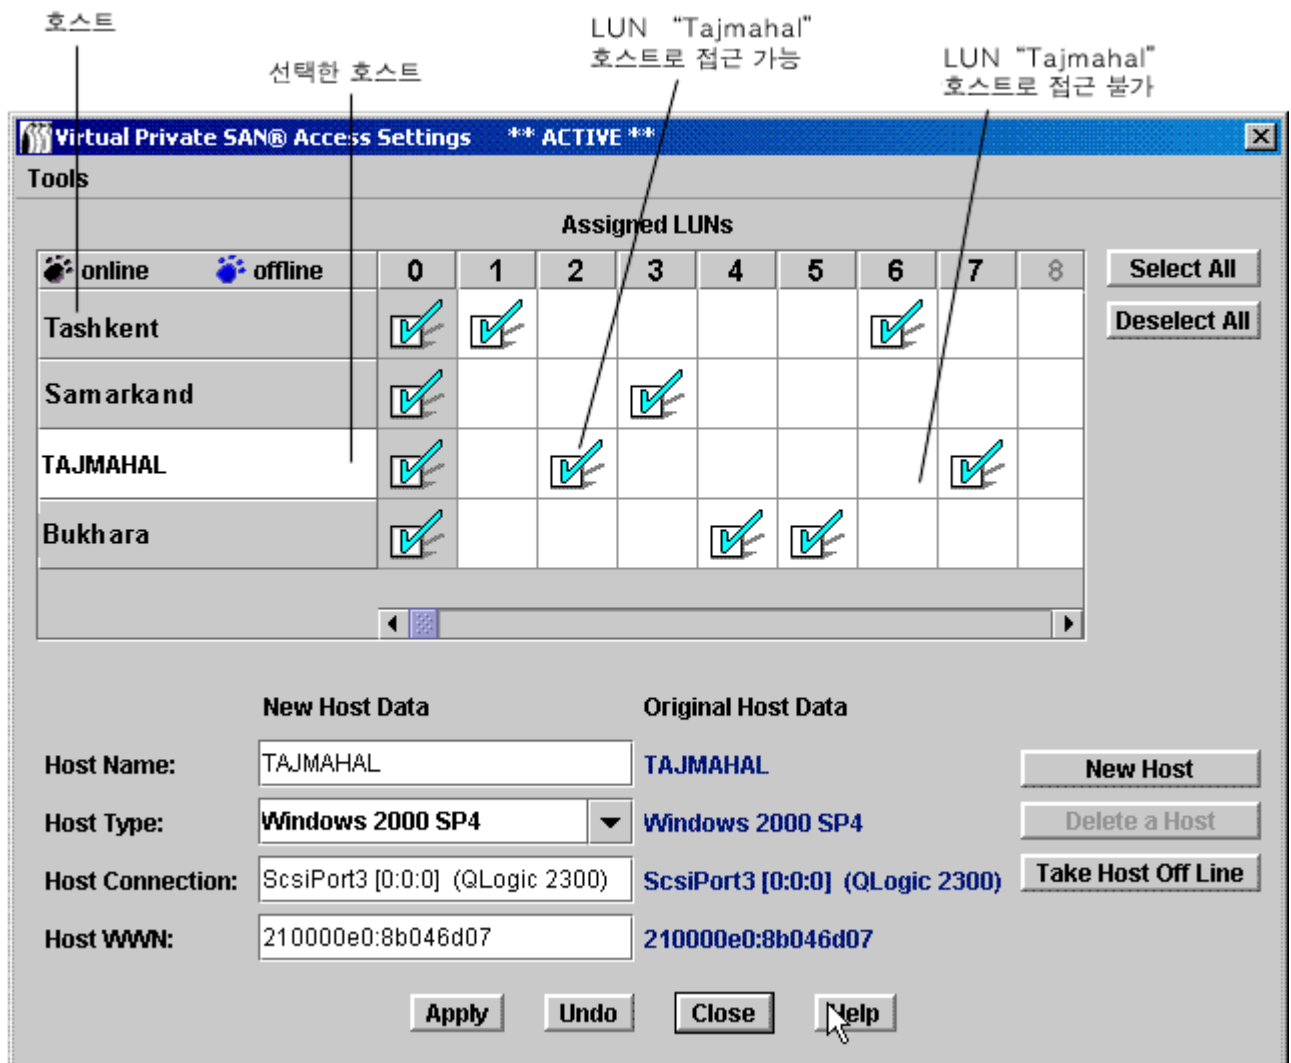 호스트
선택한 호스트
LUN “Tajmahal”
호스트로 접근 가능
LUN “Tajmahal”
호스트로 접근 불가
Virtual Private SAN® Access Settings ** ACTIVE **
Tools
Assigned LUNs
online offline 0 1 2 3 4 5 6 7 8
Select All
Deselect All
Tashkent
Samarkand
TAJMAHAL
Bukhara
New Host Data Original Host Data
Host Name: TAJMAHAL TAJMAHAL
New Host
Host Type: Windows 2000 SP4 Windows 2000 SP4
Delete a Host
Host Connection: ScsiPort3 [0:0:0] (QLogic 2300) ScsiPort3 [0:0:0] (QLogic 2300)
Take Host Off Line
Host WWN: 210000e0:8b046d07 210000e0:8b046d07
Apply Undo Close Help